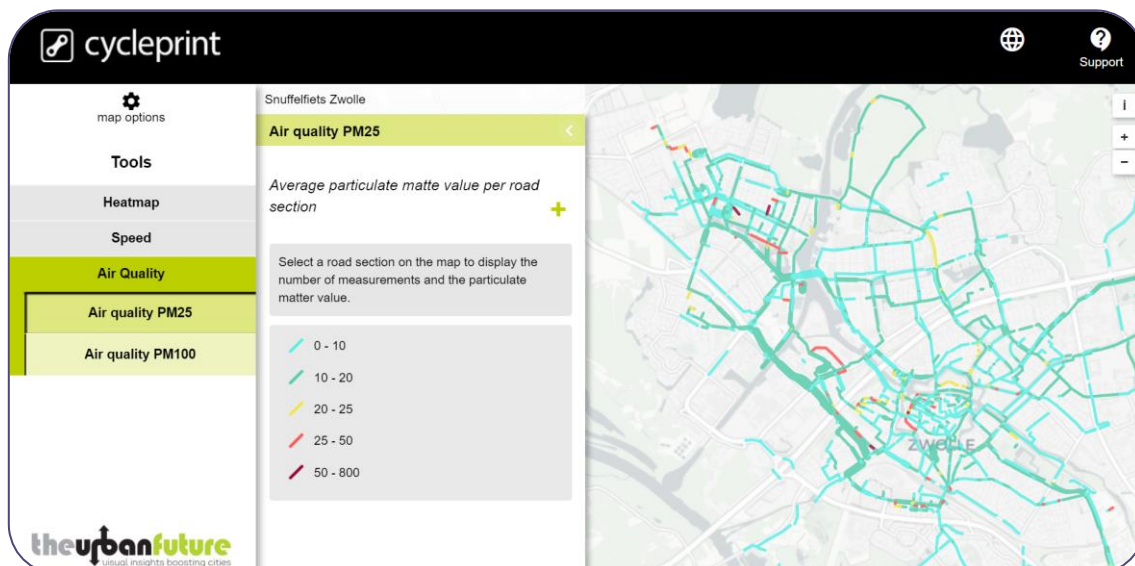 cycleprint
Support
map options
Tools
Heatmap
Speed
Air Quality
Air quality PM25
Air quality PM100
theurbanfuture
visual insights boosting cities
Snuffelfiets Zwolle
Air quality PM25
Average particulate matte value per road
section
+
Select a road section on the map to display the
number of measurements and the particulate
matter value.
0 - 10
10 - 20
20 - 25
25 - 50
50 - 800
i
+
−
ZWOLLE